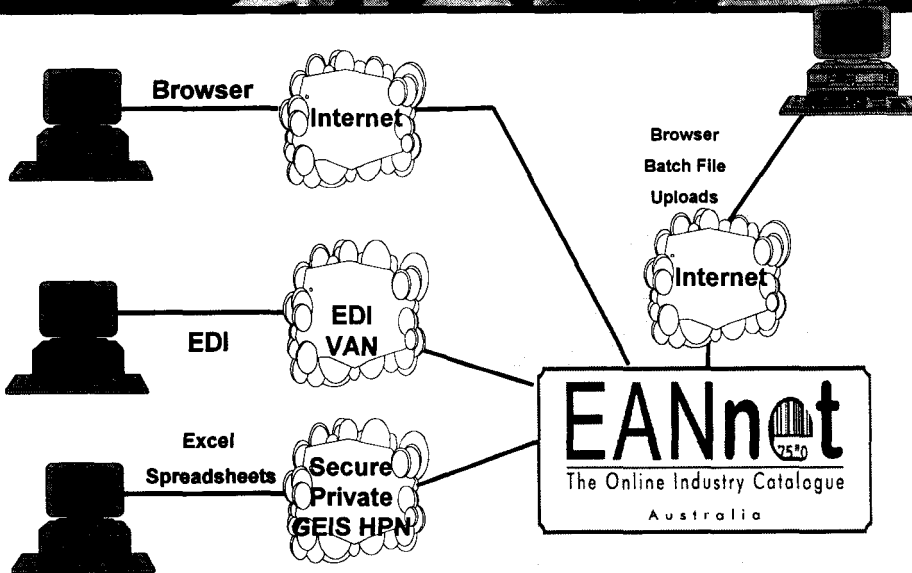 Browser
Internet
Browser
Batch File
Uploads
Internet
EDI
EDI
VAN
Excel
Spreadsheets
Secure
Private
GEIS HPN
EANnet
The Online Industry Catalogue
Australia